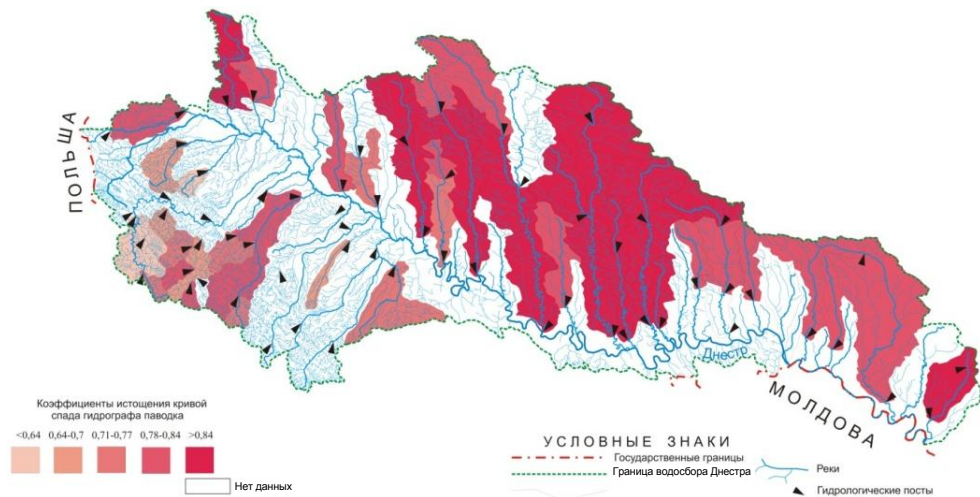 ПОЛЬША
Днестр
МОЛДОВА
Коэффициенты истощения кривой
спада гидрографа паводка
<0,64 0,64-0,7 0,71-0,77 0,78-0,84 >0,84
Нет данных
УСЛОВНЫЕ ЗНАКИ
Государственные границы
Граница водосбора Днестра
Реки
Гидрологические посты